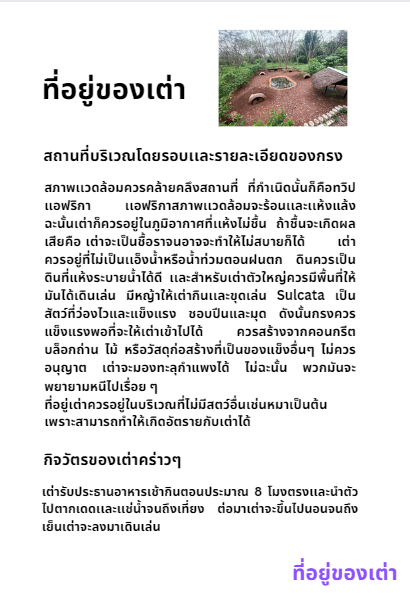 ที่อยู่ของเต่า
สถานที่บริเวณโดยรอบและรายละเอียดของกรง
สภาพแวดล้อมควรคล้ายคลึงสถานที่ ที่กำเนิดนั้นก็คือทวีป
แอฟริกา แอฟริกาสภาพแวดล้อมจะร้อนและแห้งแล้ง
ฉะนั้นเต่าก็ควรอยู่ในภูมิอากาศที่แห้งไม่ชื้น ถ้าชื้นจะเกิดผล
เสียคือ เต่าจะเป็นชื้อราจนอาจจะทำให้ไม่สบายก็ได้ เต่า
ควรอยู่ที่ไม่เป็นแอ็งน้ำหรือน้ำท่วมตอนฝนตก ดินควรเป็น
ดินที่แห้งระบายน้ำได้ดี และสำหรับเต่าตัวใหญ่ควรมีพื้นที่ให้
มันได้เดินเล่น มีหญ้าให้เต่ากินและขุดเล่น Sulcata เป็น
สัตว์ที่ว่องไวและแข็งแรง ชอบปีนและมุด ดังนั้นกรงควร
แข็งแรงพอที่จะให้เต่าเข้าไปได้ ควรสร้างจากคอนกรีต
บล็อกถ่าน ไม้ หรือวัสดุก่อสร้างที่เป็นของแข็งอื่นๆ ไม่ควร
อนุญาต เต่าจะมองทะลุกำแพงได้ ไม่ฉะนั้น พวกมันจะ
พยายามหนีไปเรื่อย ๆ
ที่อยู่เต่าควรอยู่ในบริเวณที่ไม่มีสตว์อื่นเช่นหมาเป็นต้น
เพราะสามารถทำให้เกิดอัตรายกับเต่าได้
กิจวัตรของเต่าคร่าวๆ
เต่ารับประธานอาหารเช้ากินตอนประมาณ 8 โมงตรงและนำตัว
ไปตากเดดและแช่น้ำจนถึงเที่ยง ต่อมาเต่าจะขึ้นไปนอนจนถึง
เย็นเต่าจะลงมาเดินเล่น
ที่อยู่ของเต่า